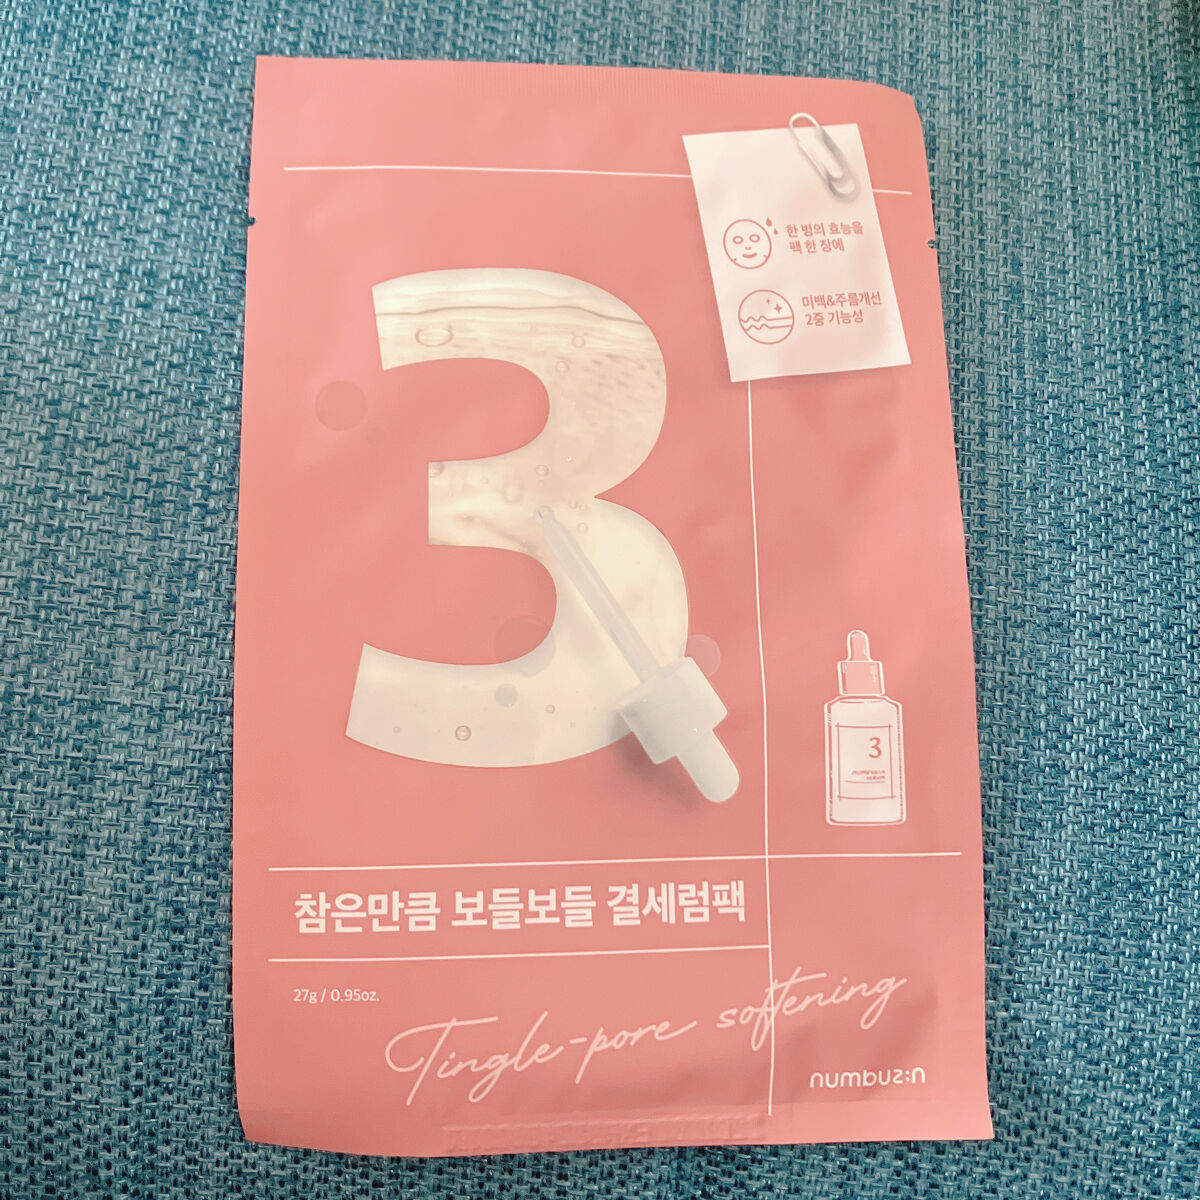 한 병의 효능을
팩 한 장에
미백&주름개선
2중 기능성
3
3
참은만큼 보들보들 결세럼팩
27g / 0.95oz.
Tingle-pore softening
numbuz:n